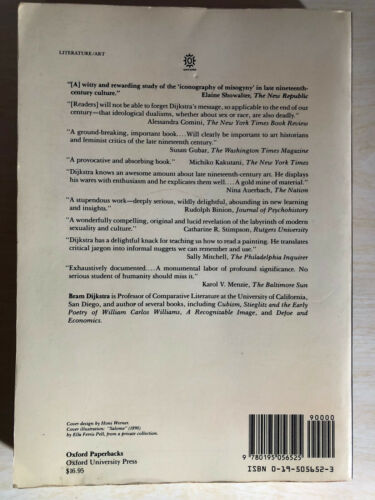 LITERATURE/ART
"[A] witty and rewarding study of the 'iconography of misogyny' in late nineteenth-
century culture." Elaine Showalter, The New Republic
"[Readers] will not be able to forget Dijkstra's message, so applicable to the end of our
century—that ideological dualisms, whether about sex or race, are also deadly."
Alessandra Comini, The New York Times Book Review
"A ground-breaking, important book.... Will clearly be important to art historians
and feminist critics of the late nineteenth century."
Susan Gubar, The Washington Times Magazine
"A provocative and absorbing book." Michiko Kakutani, The New York Times
"Dijkstra knows an awesome amount about late nineteenth-century art. He displays
his wares with enthusiasm and he explicates them well.... A gold mine of material."
Nina Auerbach, The Nation
"A stupendous work—deeply serious, wildly delightful, abounding in new learning
and insights." Rudolph Binion, Journal of Psychohistory
"A wonderfully compelling, original and lucid revelation of the labyrinth of modern
sexuality and culture." Catharine R. Stimpson, Rutgers University
"Dijkstra has a delightful knack for teaching us how to read a painting. He translates
critical jargon into informal nuggets we can remember and use."
Sally Mitchell, The Philadelphia Inquirer
"Exhaustively documented.... A monumental labor of profound significance. No
serious student of humanity should miss it."
Karol V. Menzie, The Baltimore Sun
Bram Dijkstra is Professor of Comparative Literature at the University of California,
San Diego, and author of several books, including Cubism, Stieglitz and the Early
Poetry of William Carlos Williams, A Recognizable Image, and Defoe and
Economics.
Cover design by Honi Werner.
Cover illustration: "Salome" (1890)
by Ella Ferris Pell, from a private collection.
Oxford Paperbacks
Oxford University Press
$16.95
90000
9 780195 056525
ISBN 0-19-505652-3